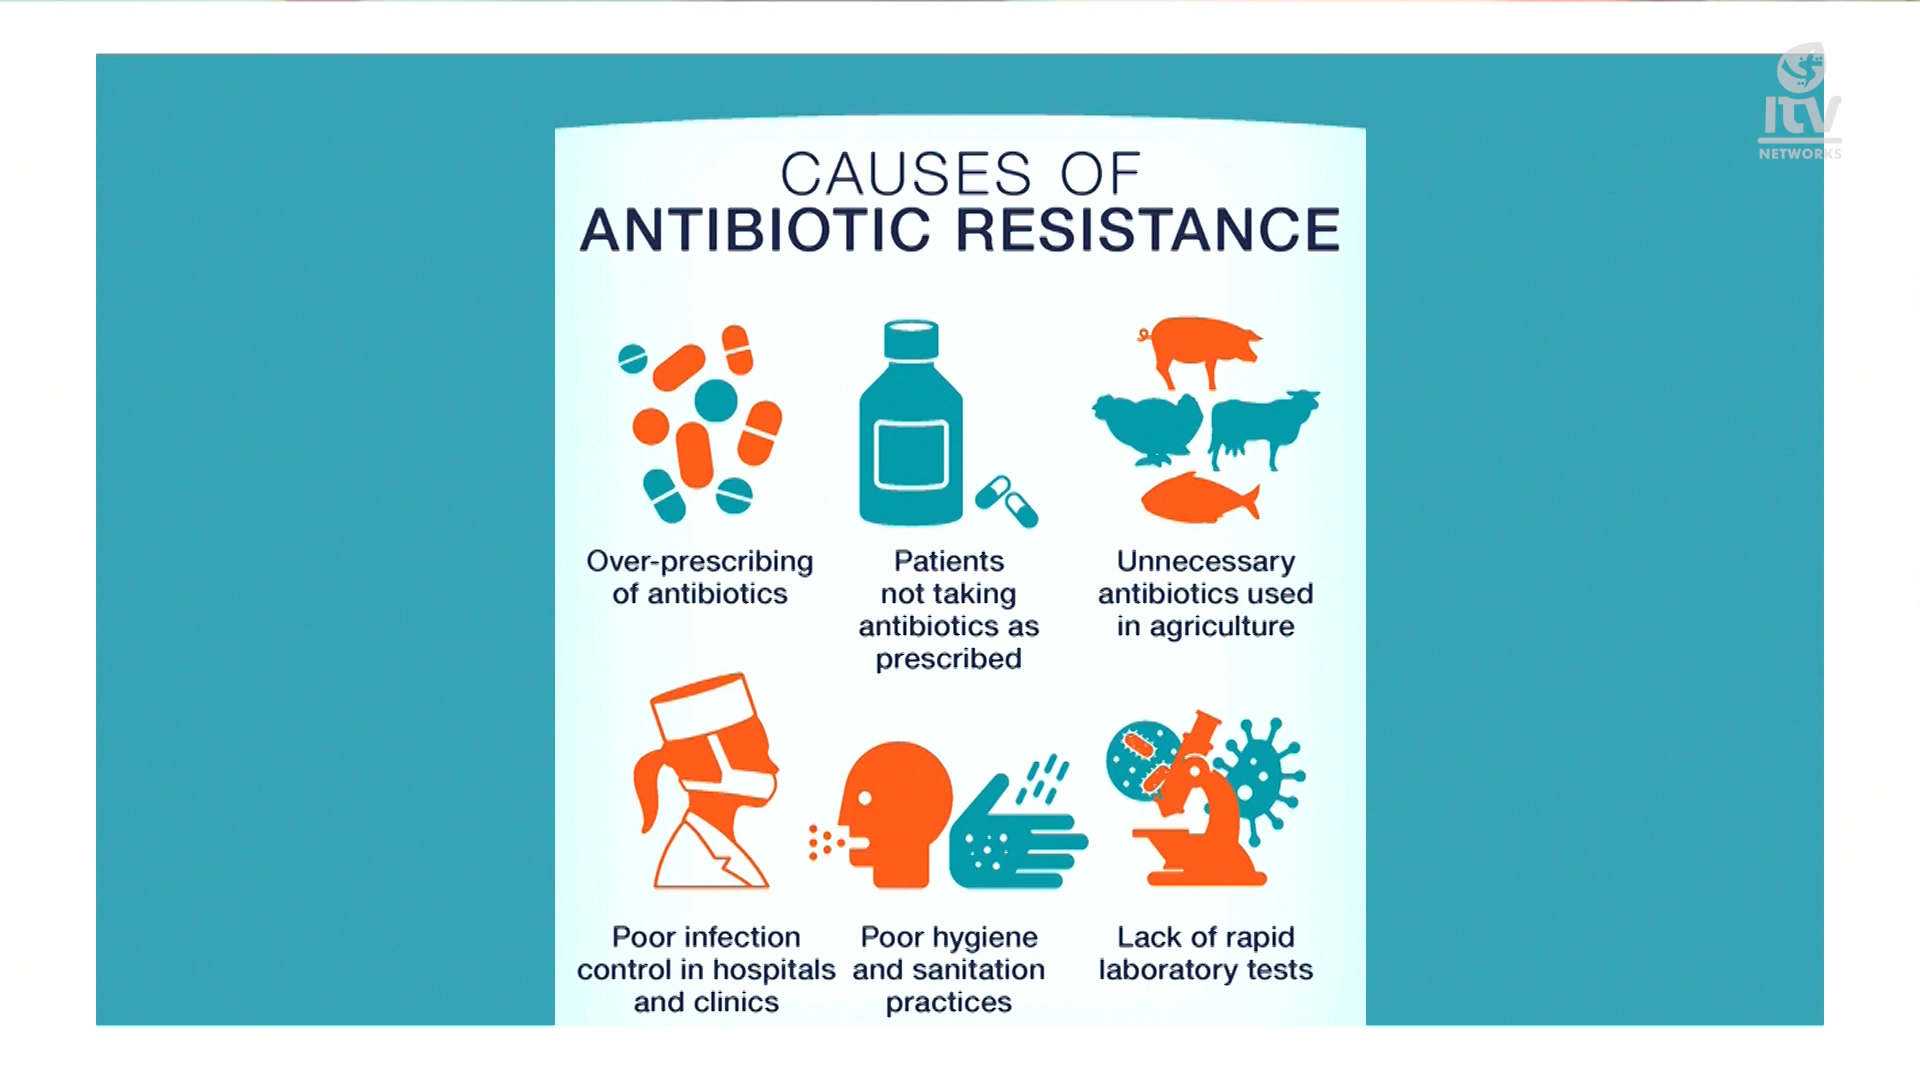 ITV
NETWORKS
CAUSES OF
ANTIBIOTIC RESISTANCE
Over-prescribing
of antibiotics
Patients
not taking
antibiotics as
prescribed
Unnecessary
antibiotics used
in agriculture
Poor infection
control in hospitals
and clinics
Poor hygiene
and sanitation
practices
Lack of rapid
laboratory tests